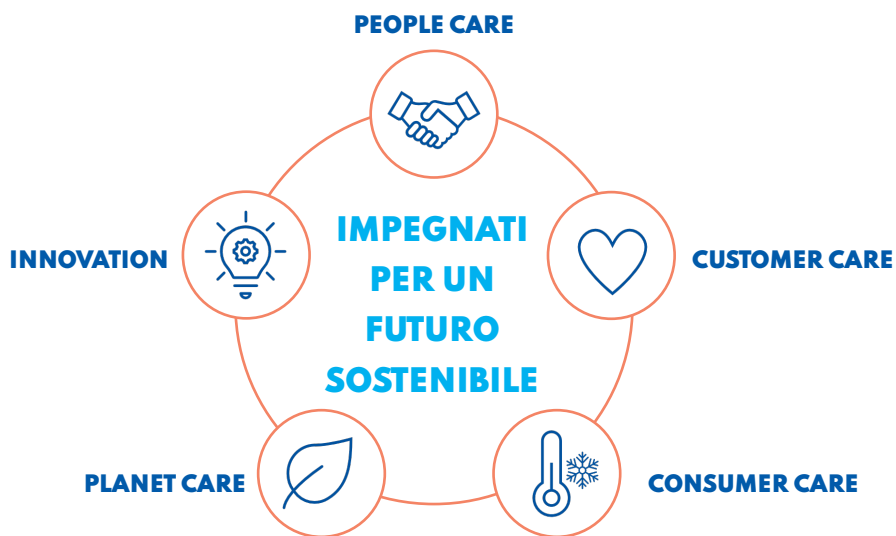 PEOPLE CARE
INNOVATION
IMPEGNATI
PER UN
FUTURO
SOSTENIBILE
CUSTOMER CARE
PLANET CARE
CONSUMER CARE